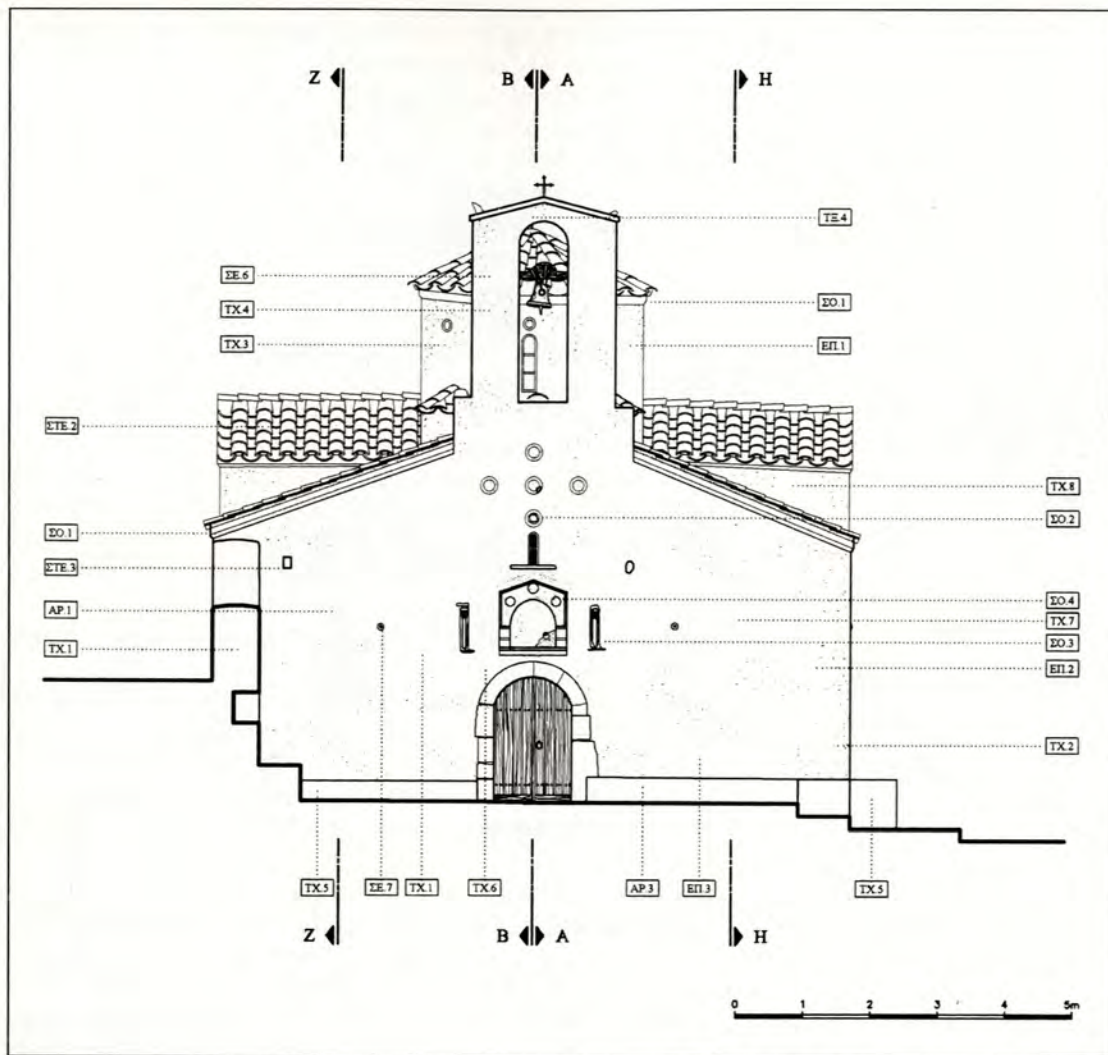 Z B A H
ΤΞ.4
ΣΕ.6
ΣΟ.1
ΤΧ.4
ΤΧ.3
ΕΠ.1
ΣΤΕ.2
ΤΧ.8
ΣΟ.2
ΣΟ.1
ΣΤΕ.3
ΣΟ.4
ΑΡ.1
ΤΧ.7
ΣΟ.3
ΤΧ.1
ΕΠ.2
ΤΧ.2
ΤΧ.5 ΣΕ.7 ΤΧ.1 ΤΧ.6 ΑΡ.3 ΕΠ.3 ΤΧ.5
Z B A H
0 1 2 3 4 5m